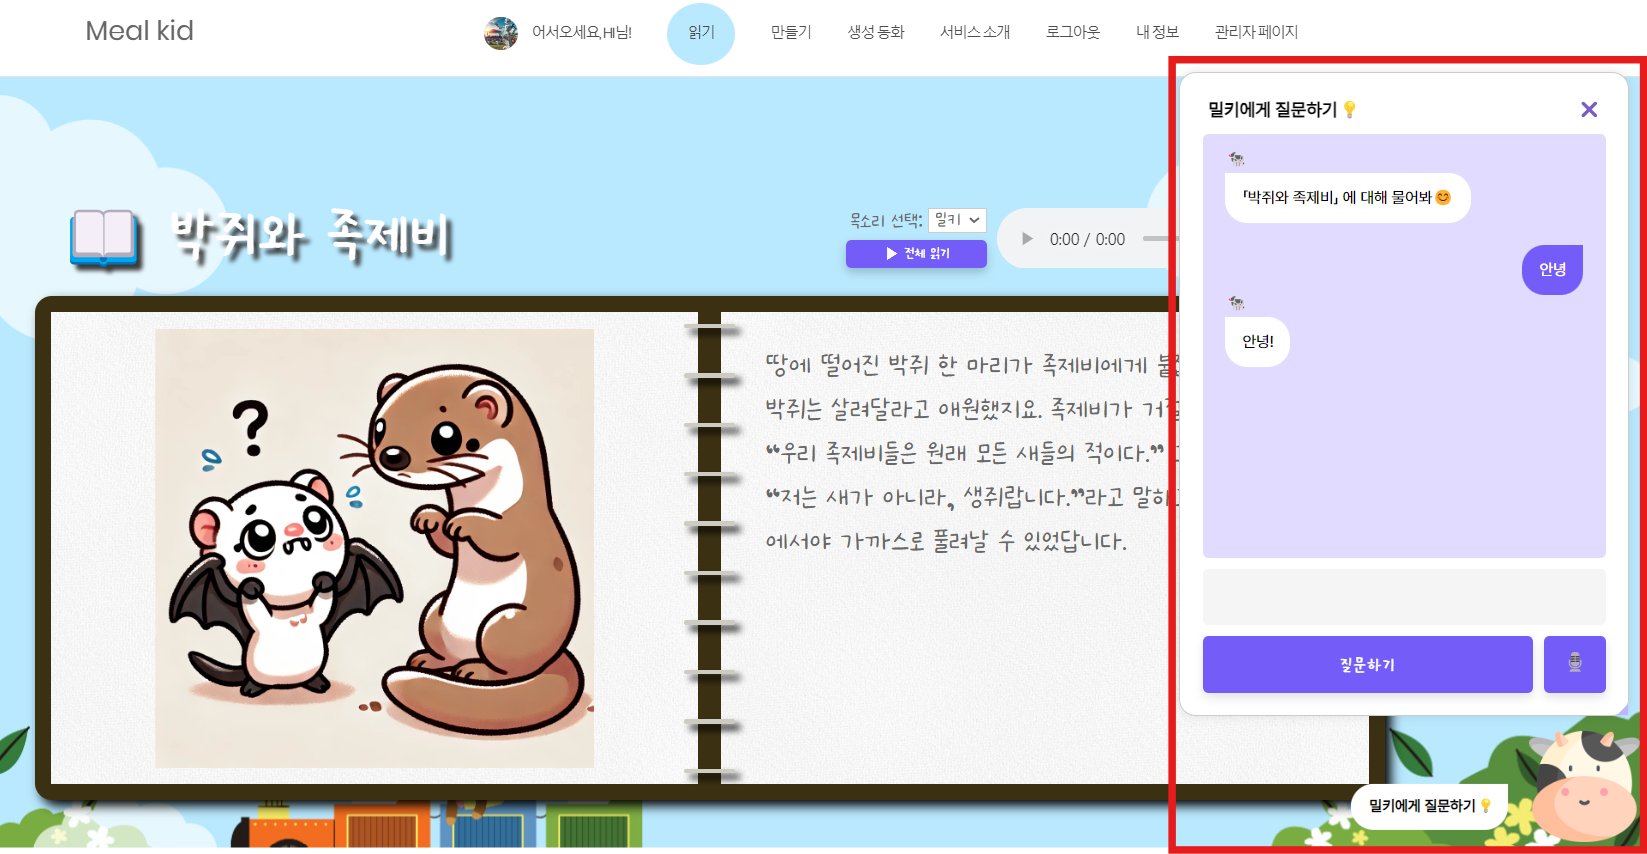 Meal kid
어서오세요, HI님!
읽기
만들기
생성 동화
서비스 소개
로그아웃
내 정보
관리자 페이지
박쥐와 족제비
목소리 선택: 밀키
▶ 전체 읽기
0:00 / 0:00
땅에 떨어진 박쥐 한 마리가 족제비에게
박쥐는 살려달라고 애원했지요. 족제비가
“우리 족제비들은 원래 모든 새들의 적이다.”
“저는 새가 아니라, 생쥐랍니다.”라고
에서야 가까스로 풀려날 수 있었답니다.
?
밀키에게 질문하기 💡
「박쥐와 족제비」 에 대해 물어봐 😊
안녕
안녕!
질문하기
밀키에게 질문하기 💡